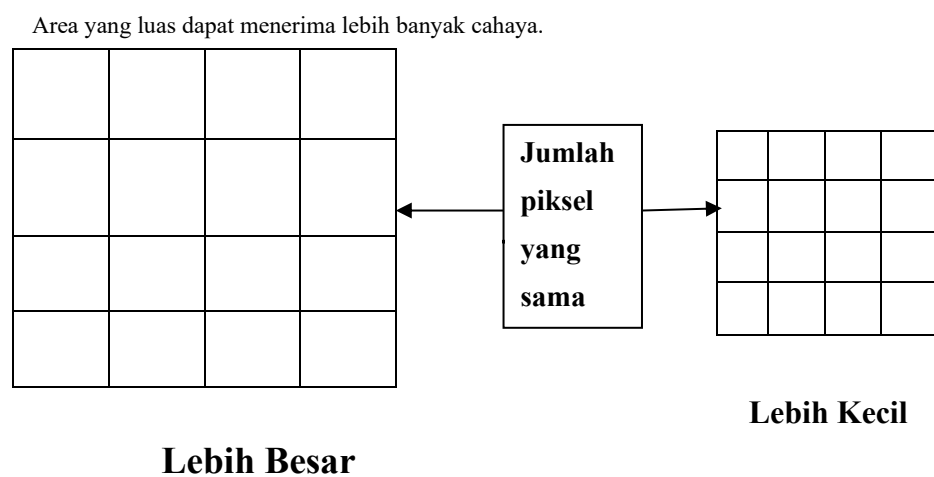 Area yang luas dapat menerima lebih banyak cahaya.
Jumlah
piksel
yang
sama
Lebih Kecil
Lebih Besar